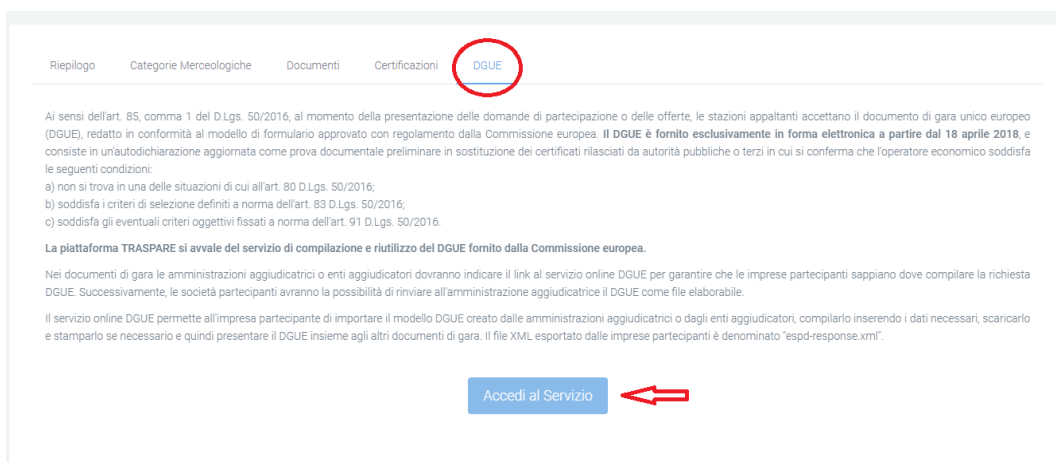 Riepilogo Categorie Merceologiche Documenti Certificazioni DGUE
Ai sensi dell'art. 85, comma 1 del D.Lgs. 50/2016, al momento della presentazione delle domande di partecipazione o delle offerte, le stazioni appaltanti accettano il documento di gara unico europeo
(DGUE), redatto in conformità al modello di formulario approvato con regolamento dalla Commissione europea. Il DGUE è fornito esclusivamente in forma elettronica a partire dal 18 aprile 2018, e
consiste in un'autodichiarazione aggiornata come prova documentale preliminare in sostituzione dei certificati rilasciati da autorità pubbliche o terzi in cui si conferma che l'operatore economico soddisfa
le seguenti condizioni:
a) non si trova in una delle situazioni di cui all'art. 80 D.Lgs. 50/2016;
b) soddisfa i criteri di selezione definiti a norma dell'art. 83 D.Lgs. 50/2016;
c) soddisfa gli eventuali criteri oggettivi fissati a norma dell'art. 91 D.Lgs. 50/2016.
La piattaforma TRASPARE si avvale del servizio di compilazione e riutilizzo del DGUE fornito dalla Commissione europea.
Nei documenti di gara le amministrazioni aggiudicatrici o enti aggiudicatori dovranno indicare il link al servizio online DGUE per garantire che le imprese partecipanti sappiano dove compilare la richiesta
DGUE. Successivamente, le società partecipanti avranno la possibilità di rinviare all'amministrazione aggiudicatrice il DGUE come file elaborabile.
Il servizio online DGUE permette all'impresa partecipante di importare il modello DGUE creato dalle amministrazioni aggiudicatrici o dagli enti aggiudicatori, compilarlo inserendo i dati necessari, scaricarlo
e stamparlo se necessario e quindi presentare il DGUE insieme agli altri documenti di gara. Il file XML esportato dalle imprese partecipanti è denominato "espd-response.xml".
Accedi al Servizio